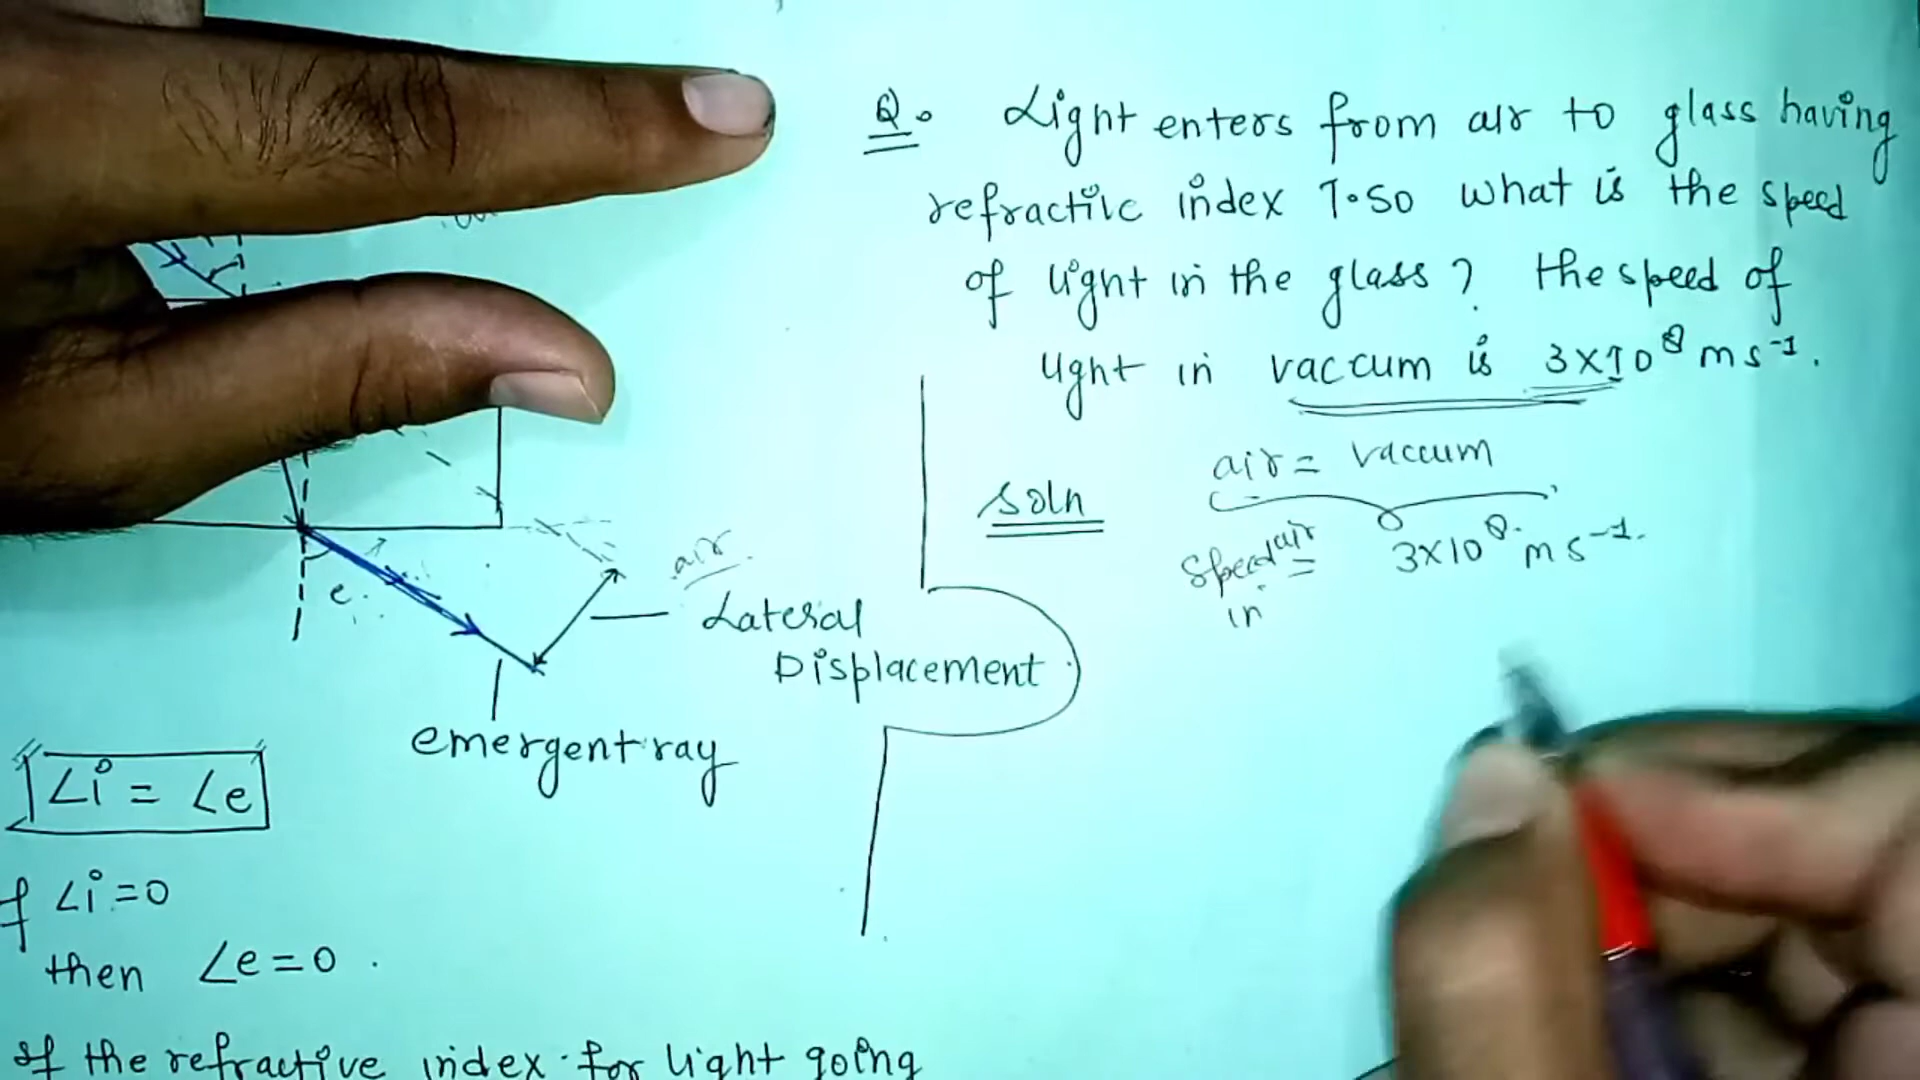 Q. Light enters from air to glass having
refractive index 1.50 what is the speed
of light in the glass? the speed of
light in vaccum is 3×10⁸ ms⁻¹.
air = vaccum
Soln
Speed air = 3×10⁸ ms⁻¹.
in
e
air
Lateral
Displacement
emergent ray
∠i = ∠e
∠i=0
then ∠e=0.
of the refractive index for light going